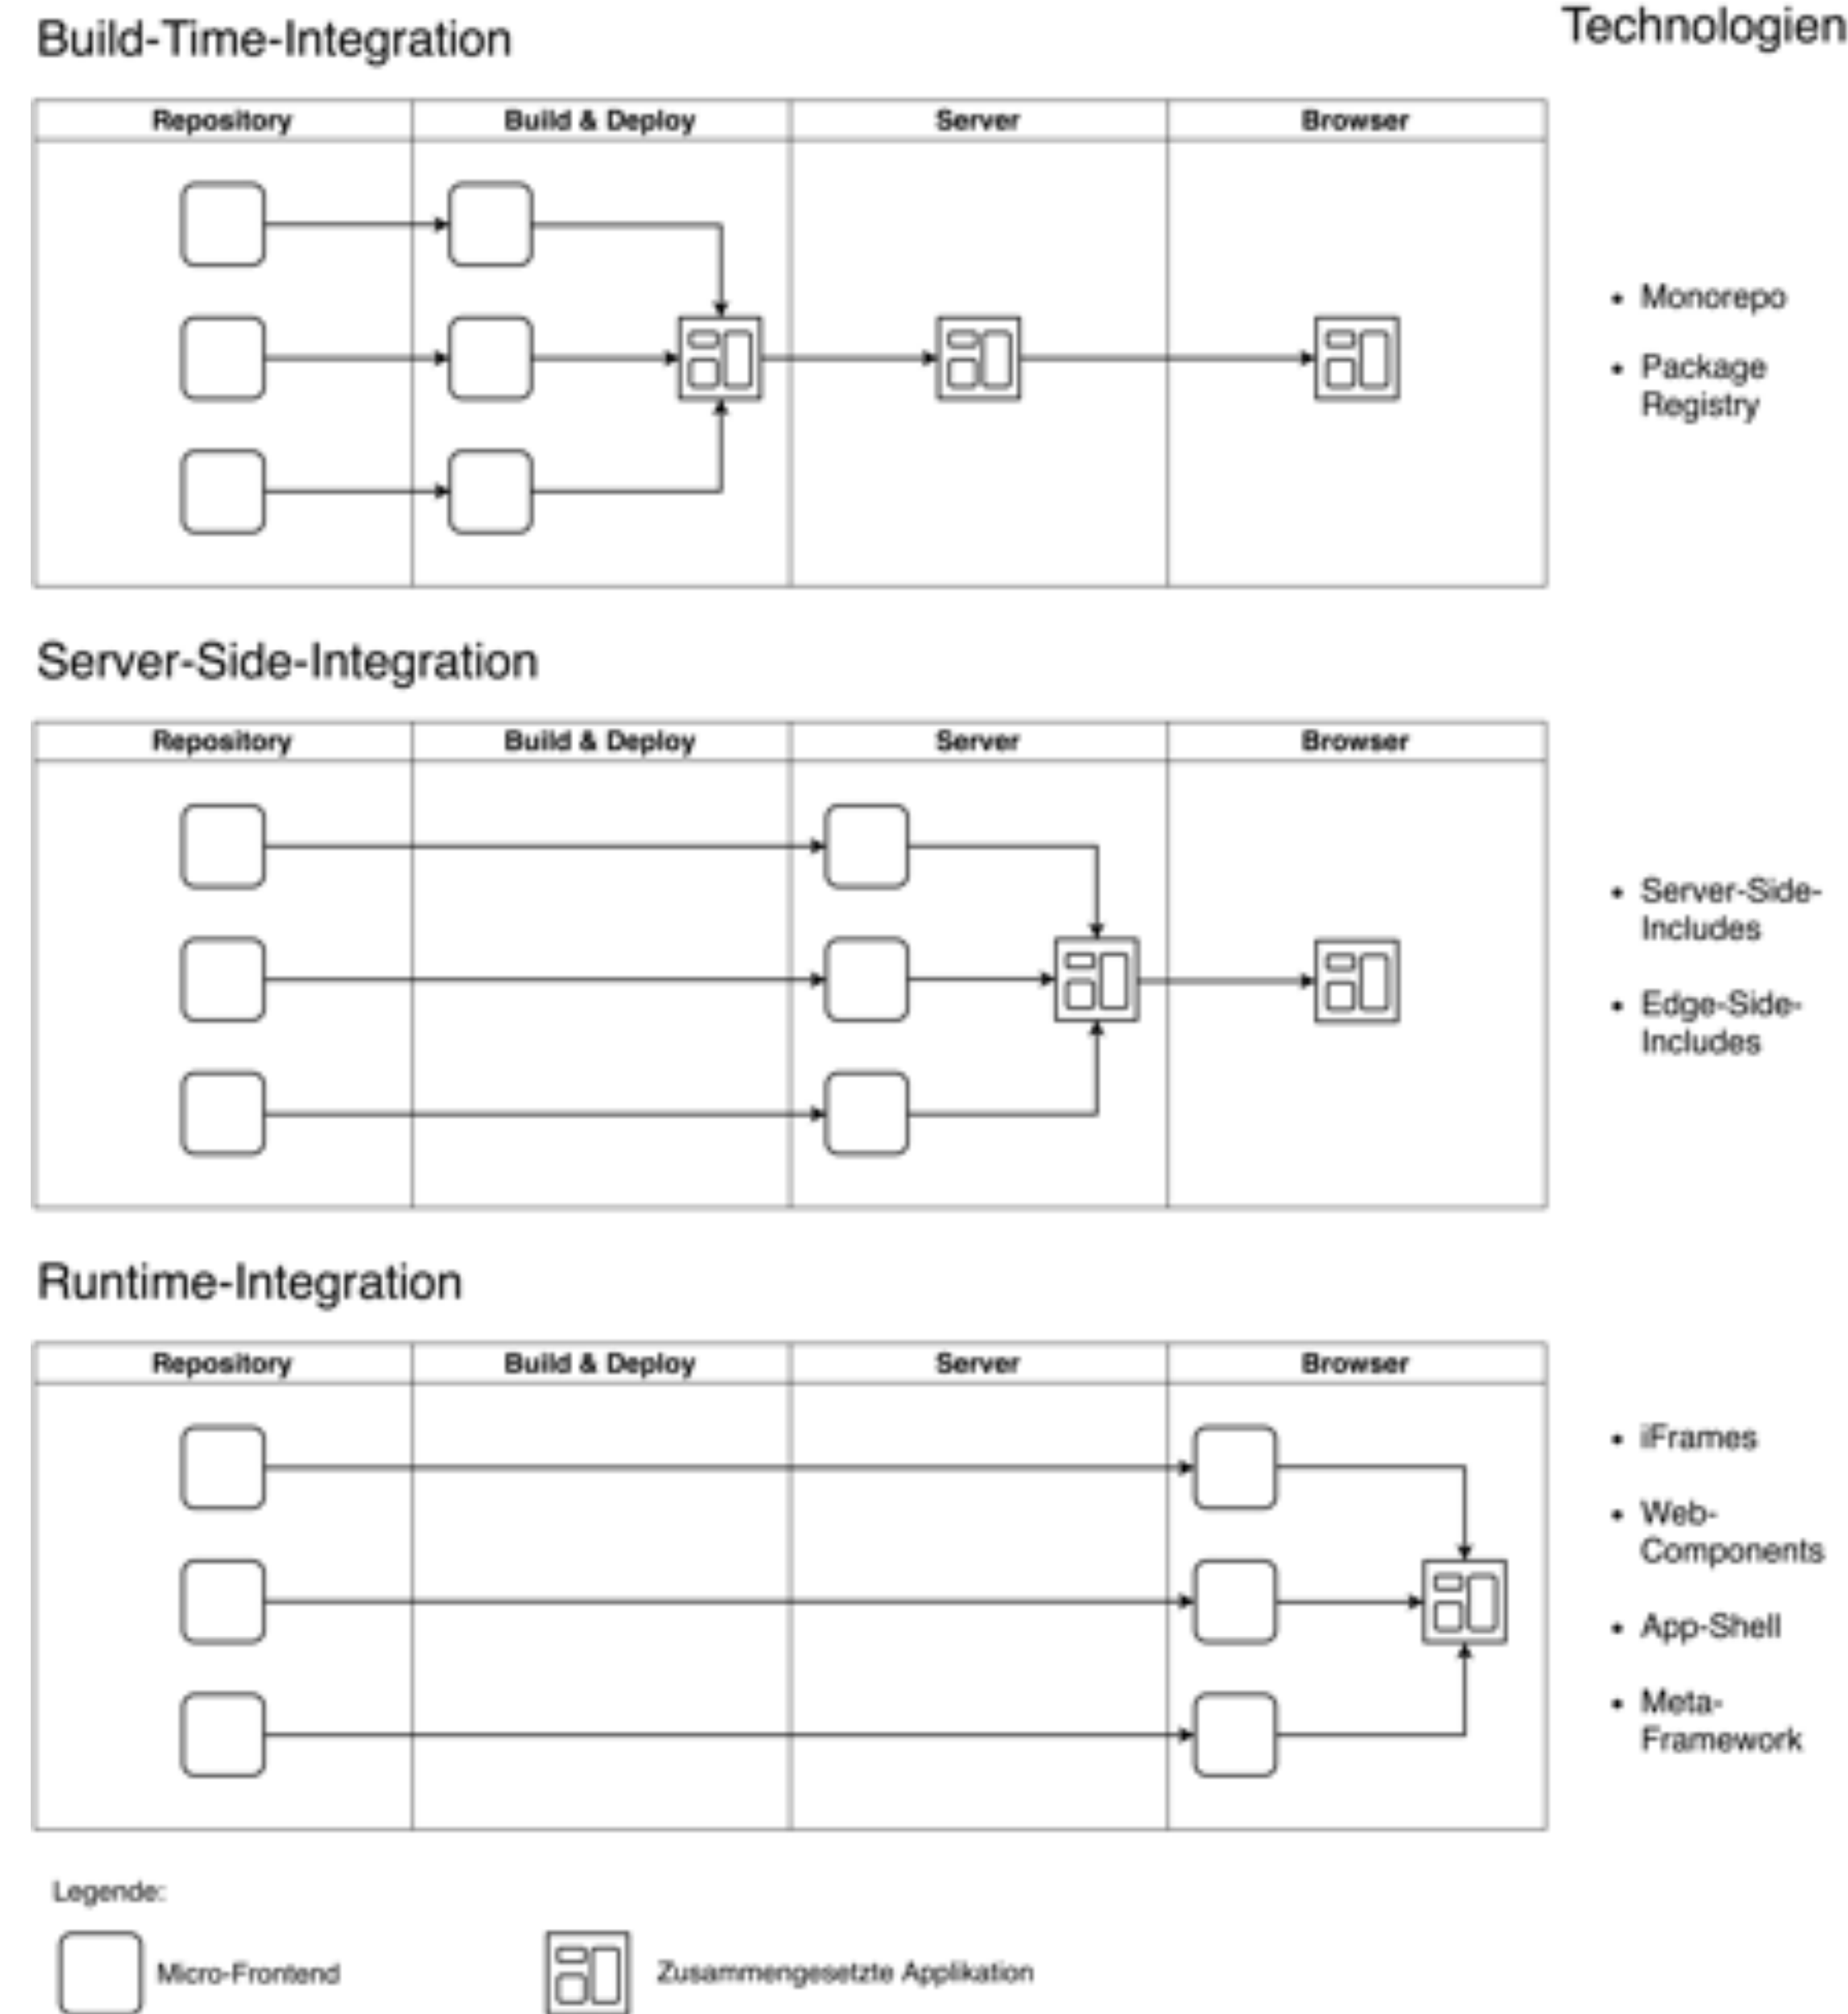 Build-Time-Integration
Technologien
Repository
Build & Deploy
Server
Browser
• Monorepo
• Package
Registry
Server-Side-Integration
Repository
Build & Deploy
Server
Browser
• Server-Side-
Includes
• Edge-Side-
Includes
Runtime-Integration
Repository
Build & Deploy
Server
Browser
• iFrames
• Web-
Components
• App-Shell
• Meta-
Framework
Legende:
Micro-Frontend
Zusammengesetzte Applikation